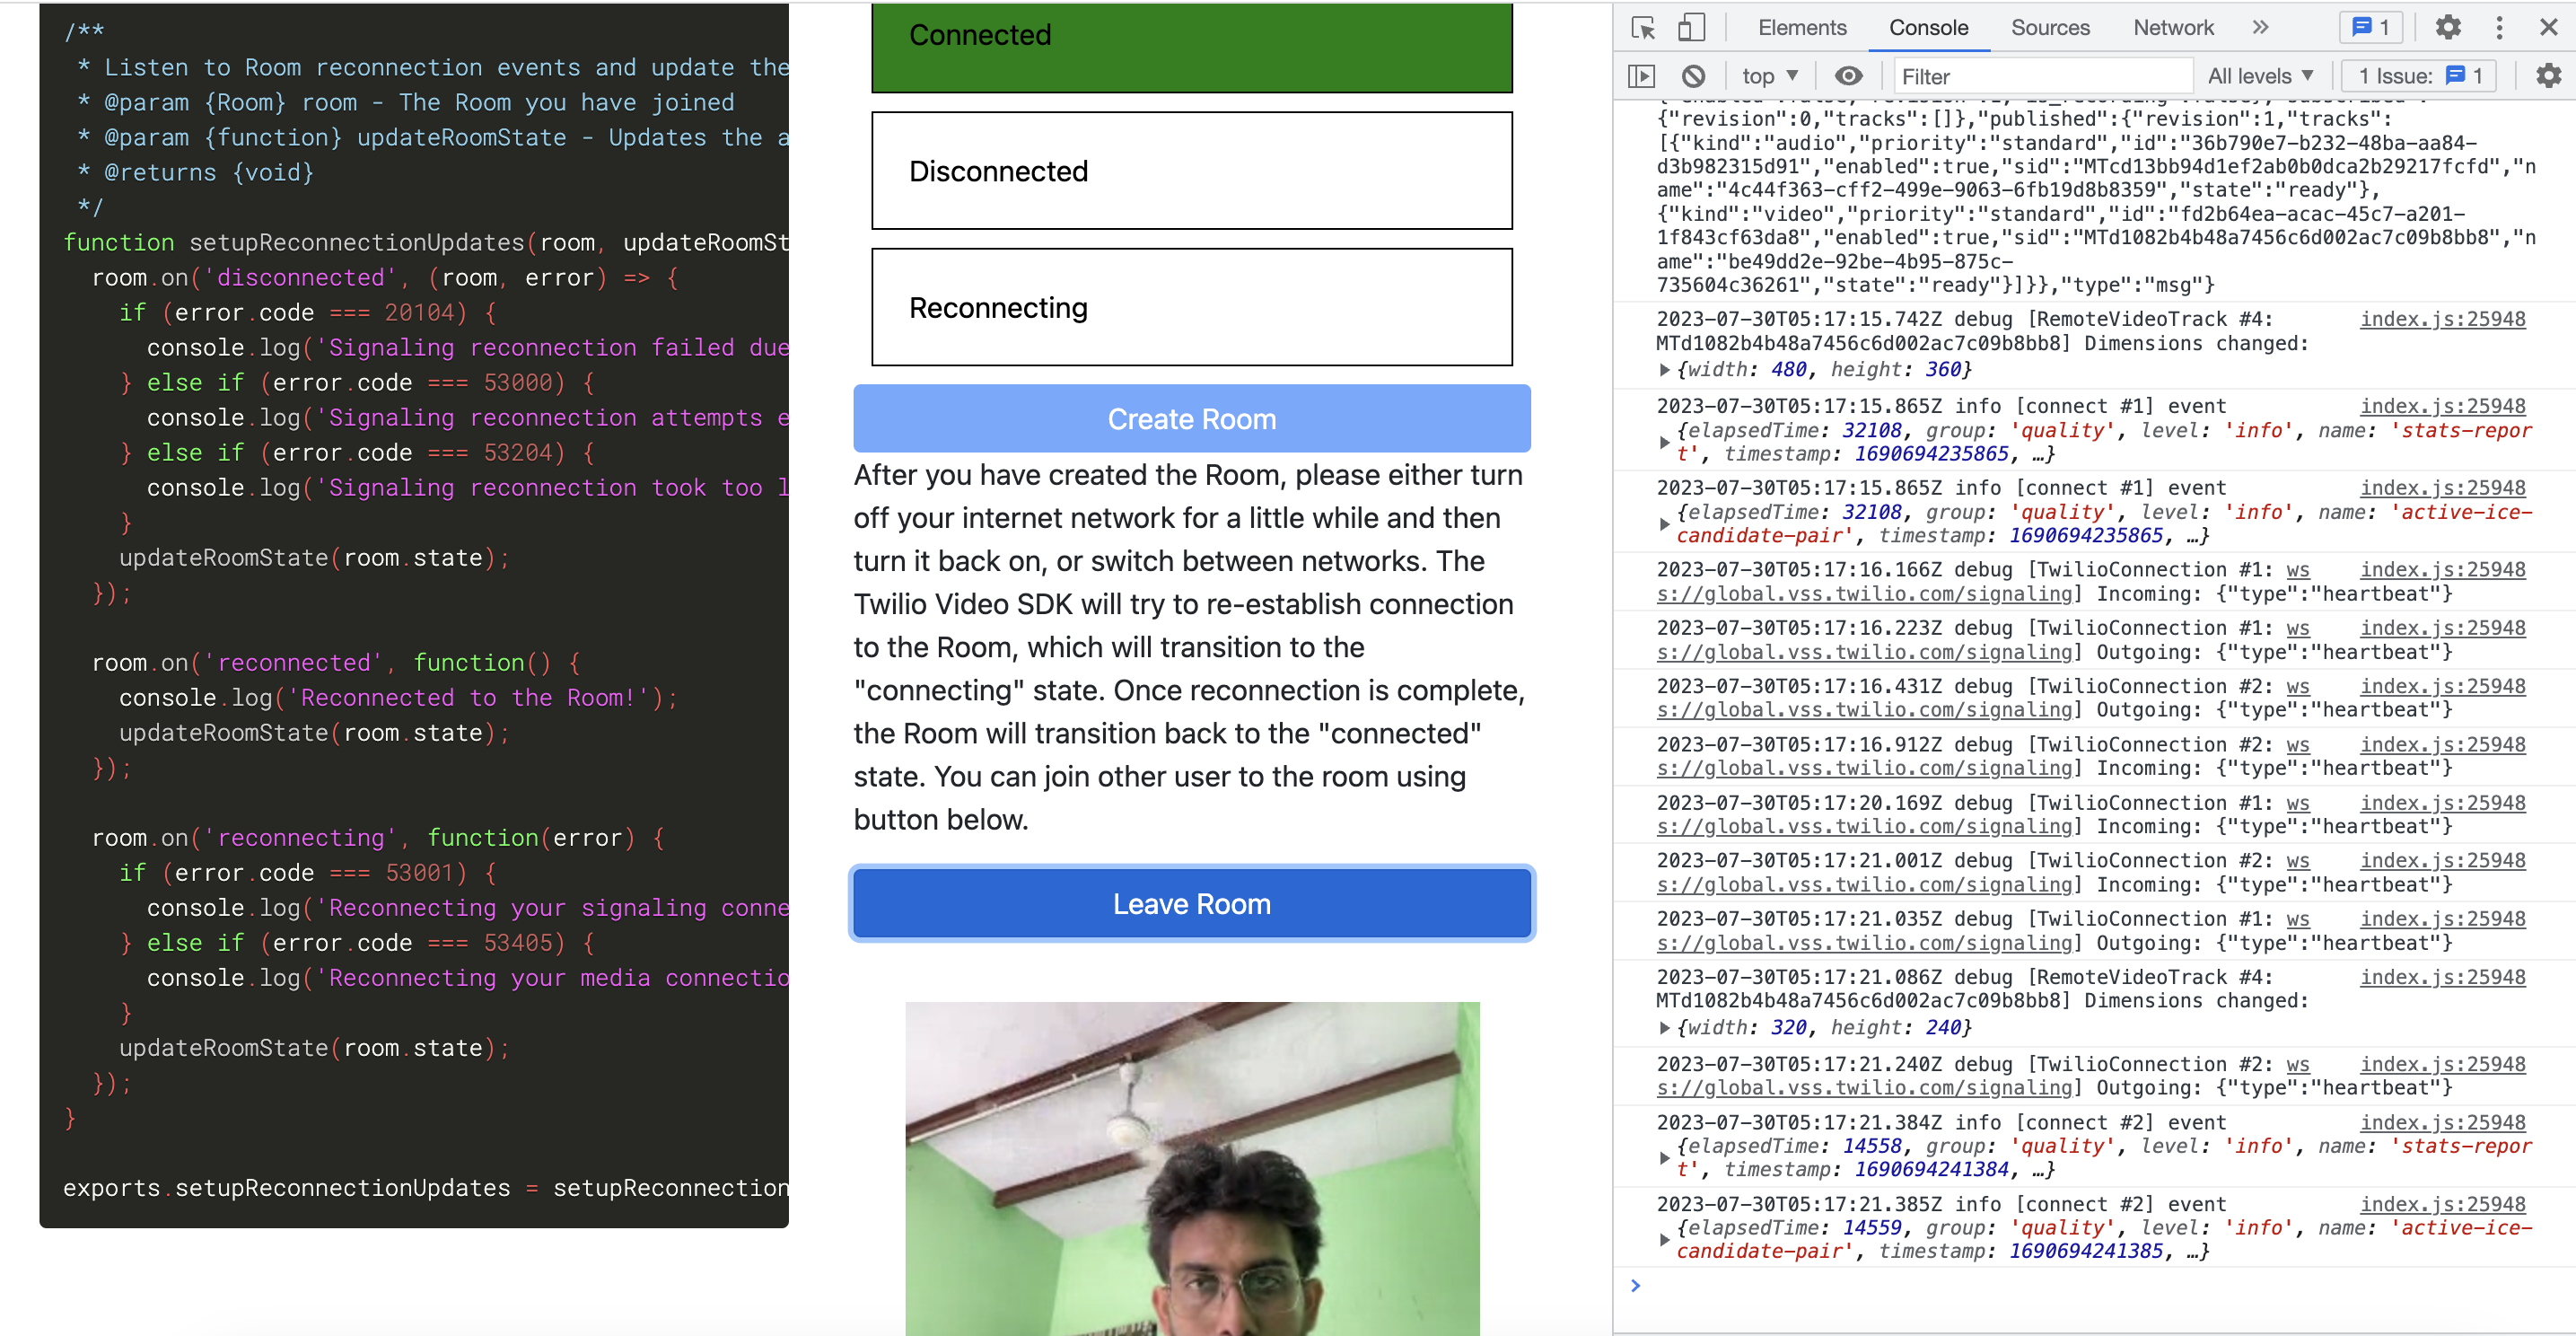 /**
 * Listen to Room reconnection events and update the
 * @param {Room} room - The Room you have joined
 * @param {function} updateRoomState - Updates the a
 * @returns {void}
 */
function setupReconnectionUpdates(room, updateRoomSt
  room.on('disconnected', (room, error) => {
    if (error.code === 20104) {
      console.log('Signaling reconnection failed due
    } else if (error.code === 53000) {
      console.log('Signaling reconnection attempts e
    } else if (error.code === 53204) {
      console.log('Signaling reconnection took too l
    }
    updateRoomState(room.state);
  });
  room.on('reconnected', function() {
    console.log('Reconnected to the Room!');
    updateRoomState(room.state);
  });
  room.on('reconnecting', function(error) {
    if (error.code === 53001) {
      console.log('Reconnecting your signaling conne
    } else if (error.code === 53405) {
      console.log('Reconnecting your media connectio
    }
    updateRoomState(room.state);
  });
}
exports.setupReconnectionUpdates = setupReconnection
Connected
Disconnected
Reconnecting
Create Room
After you have created the Room, please either turn
off your internet network for a little while and then
turn it back on, or switch between networks. The
Twilio Video SDK will try to re-establish connection
to the Room, which will transition to the
"connecting" state. Once reconnection is complete,
the Room will transition back to the "connected"
state. You can join other user to the room using
button below.
Leave Room
Elements Console Sources Network » 1
top Filter All levels 1 Issue: 1
{"revision":0,"tracks":[]},"published":{"revision":1,"tracks":
[{"kind":"audio","priority":"standard","id":"36b790e7-b232-48ba-aa84-
d3b982315d91","enabled":true,"sid":"MTcd13bb94d1ef2ab0b0dca2b29217fcfd","n
ame":"4c44f363-cff2-499e-9063-6fb19d8b8359","state":"ready"},
{"kind":"video","priority":"standard","id":"fd2b64ea-acac-45c7-a201-
1f843cf63da8","enabled":true,"sid":"MTd1082b4b48a7456c6d002ac7c09b8bb8","n
ame":"be49dd2e-92be-4b95-875c-
735604c36261","state":"ready"}]}},"type":"msg"}
2023-07-30T05:17:15.742Z debug [RemoteVideoTrack #4: index.js:25948
MTd1082b4b48a7456c6d002ac7c09b8bb8] Dimensions changed:
{width: 480, height: 360}
2023-07-30T05:17:15.865Z info [connect #1] event index.js:25948
{elapsedTime: 32108, group: 'quality', level: 'info', name: 'stats-repor
t', timestamp: 1690694235865, …}
2023-07-30T05:17:15.865Z info [connect #1] event index.js:25948
{elapsedTime: 32108, group: 'quality', level: 'info', name: 'active-ice-
candidate-pair', timestamp: 1690694235865, …}
2023-07-30T05:17:16.166Z debug [TwilioConnection #1: ws index.js:25948
s://global.vss.twilio.com/signaling] Incoming: {"type":"heartbeat"}
2023-07-30T05:17:16.223Z debug [TwilioConnection #1: ws index.js:25948
s://global.vss.twilio.com/signaling] Outgoing: {"type":"heartbeat"}
2023-07-30T05:17:16.431Z debug [TwilioConnection #2: ws index.js:25948
s://global.vss.twilio.com/signaling] Outgoing: {"type":"heartbeat"}
2023-07-30T05:17:16.912Z debug [TwilioConnection #2: ws index.js:25948
s://global.vss.twilio.com/signaling] Incoming: {"type":"heartbeat"}
2023-07-30T05:17:20.169Z debug [TwilioConnection #1: ws index.js:25948
s://global.vss.twilio.com/signaling] Incoming: {"type":"heartbeat"}
2023-07-30T05:17:21.001Z debug [TwilioConnection #2: ws index.js:25948
s://global.vss.twilio.com/signaling] Incoming: {"type":"heartbeat"}
2023-07-30T05:17:21.035Z debug [TwilioConnection #1: ws index.js:25948
s://global.vss.twilio.com/signaling] Outgoing: {"type":"heartbeat"}
2023-07-30T05:17:21.086Z debug [RemoteVideoTrack #4: index.js:25948
MTd1082b4b48a7456c6d002ac7c09b8bb8] Dimensions changed:
{width: 320, height: 240}
2023-07-30T05:17:21.240Z debug [TwilioConnection #2: ws index.js:25948
s://global.vss.twilio.com/signaling] Outgoing: {"type":"heartbeat"}
2023-07-30T05:17:21.384Z info [connect #2] event index.js:25948
{elapsedTime: 14558, group: 'quality', level: 'info', name: 'stats-repor
t', timestamp: 1690694241384, …}
2023-07-30T05:17:21.385Z info [connect #2] event index.js:25948
{elapsedTime: 14559, group: 'quality', level: 'info', name: 'active-ice-
candidate-pair', timestamp: 1690694241385, …}